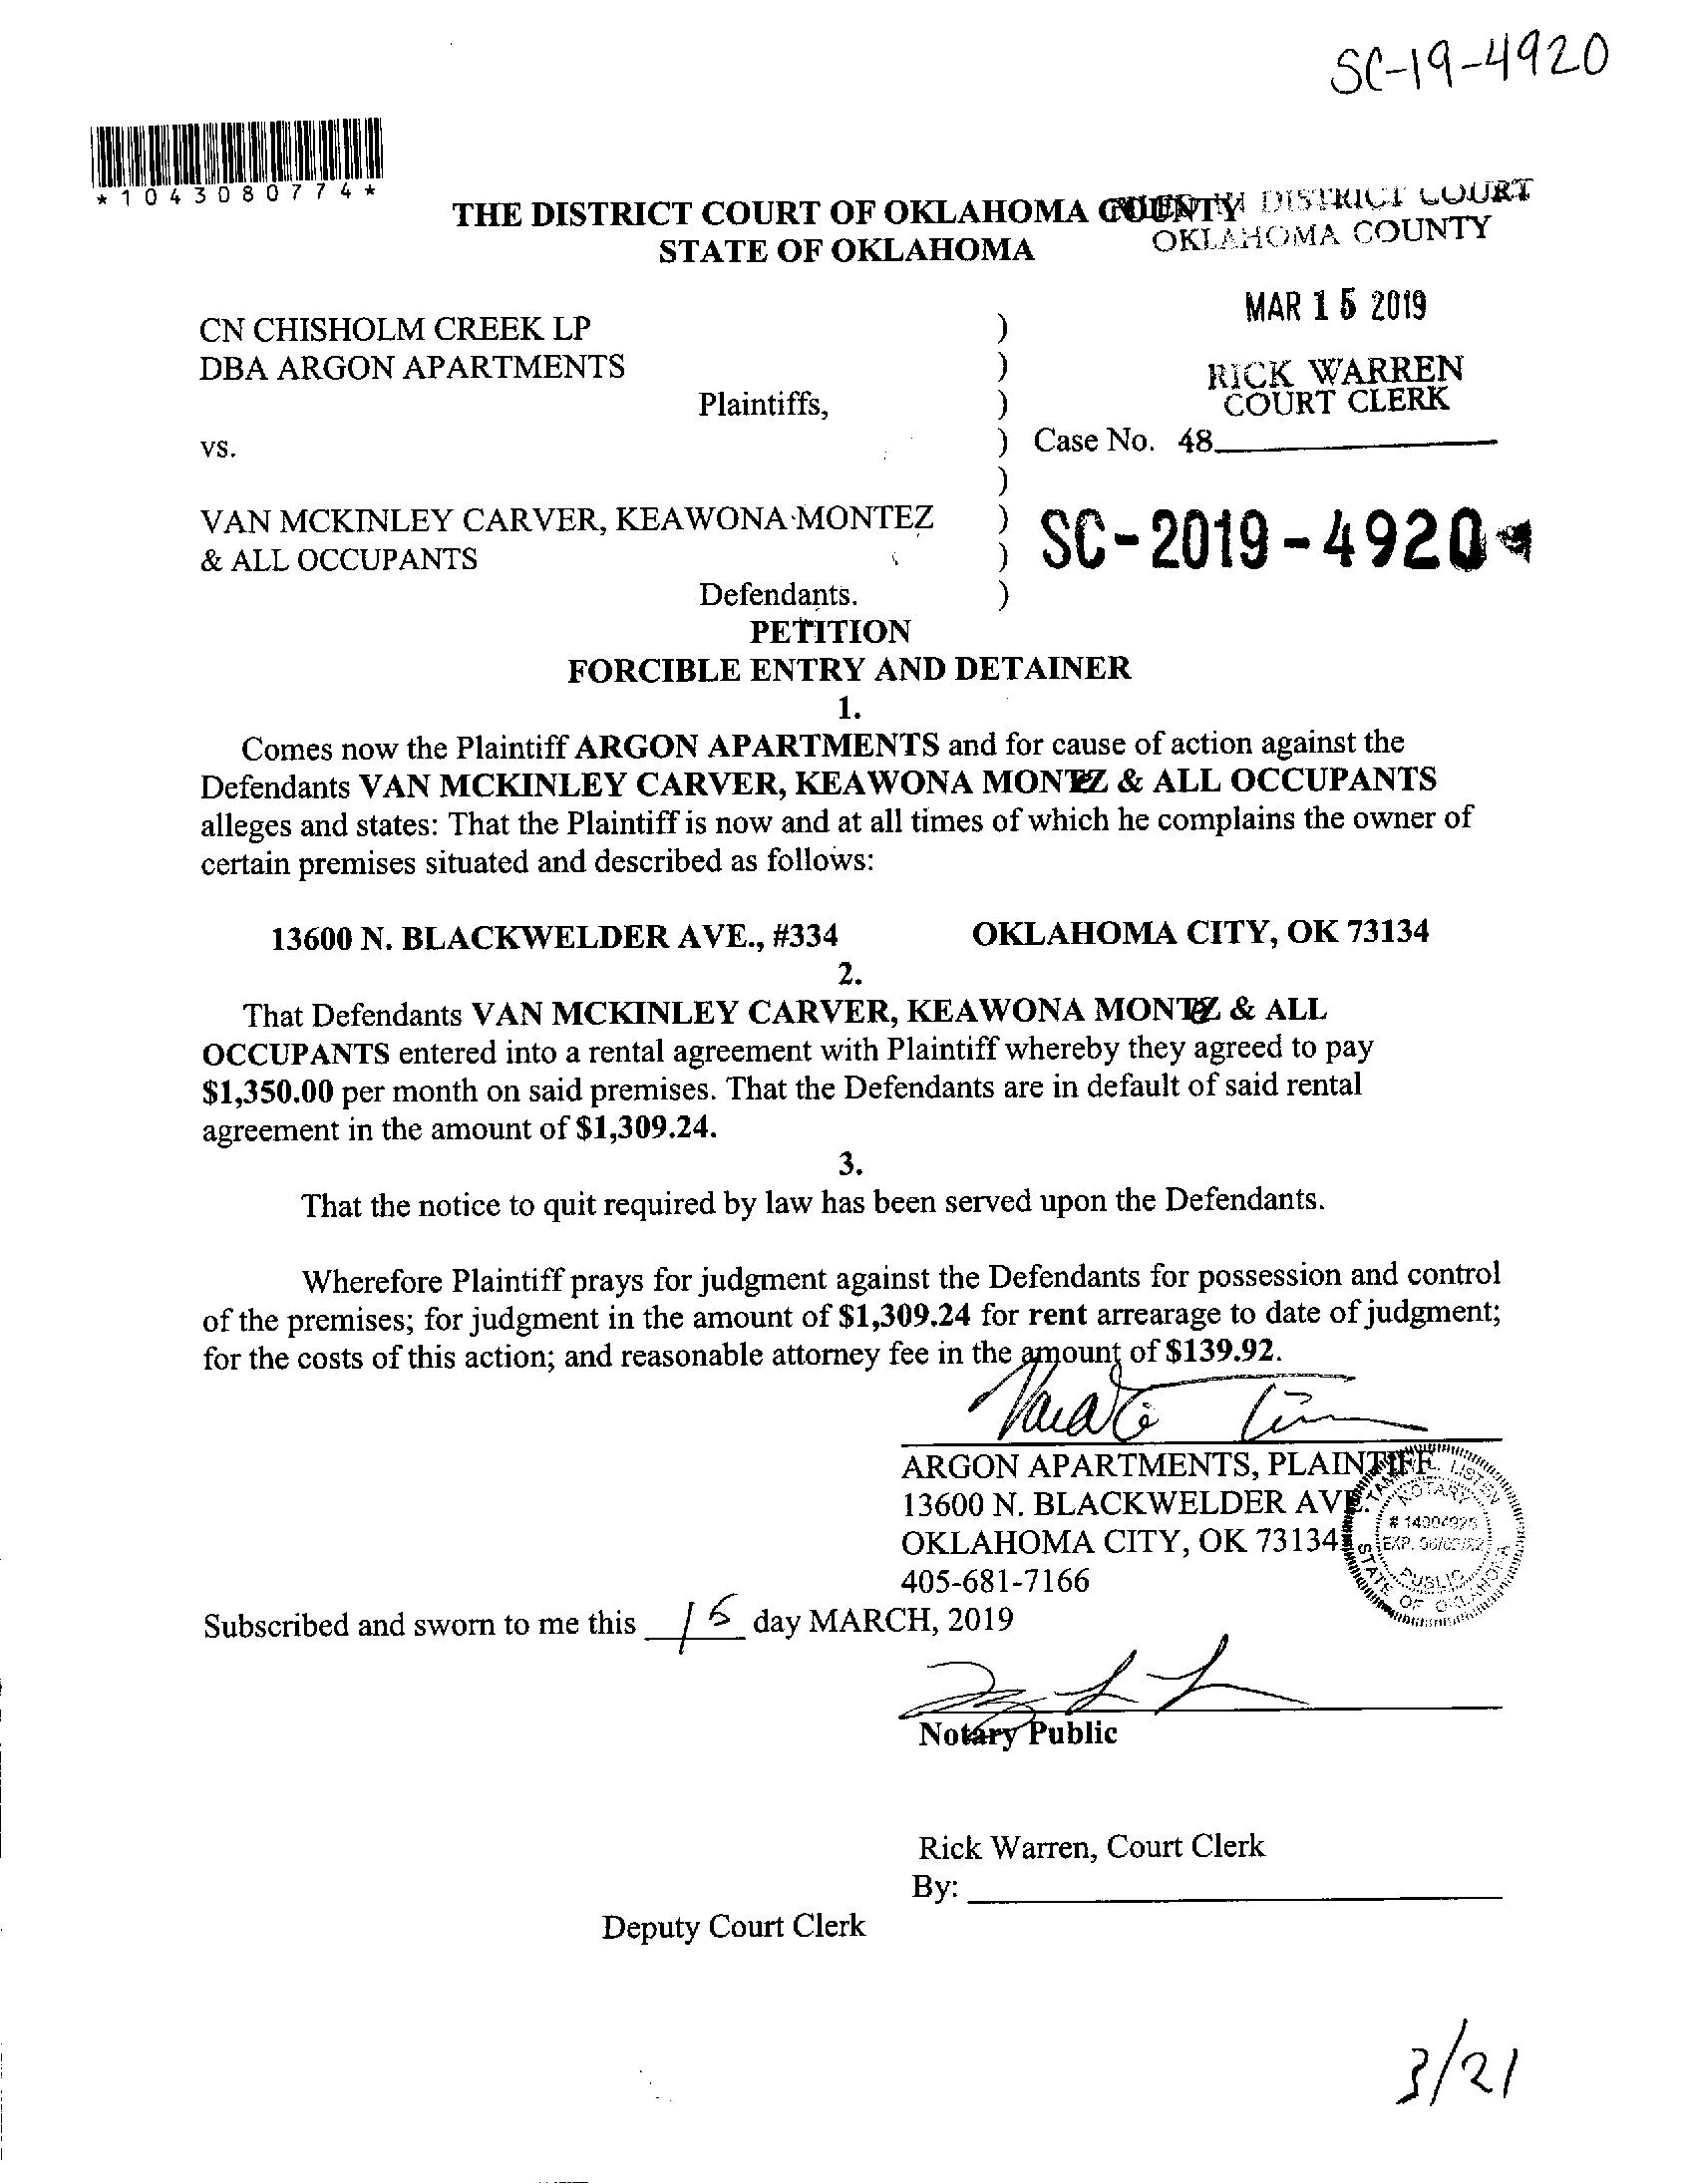 SC-19-4920
*1043080774*
THE DISTRICT COURT OF OKLAHOMA COUNTY
STATE OF OKLAHOMA
FILED IN DISTRICT COURT
OKLAHOMA COUNTY
MAR 15 2019
RICK WARREN
COURT CLERK
CN CHISHOLM CREEK LP )
DBA ARGON APARTMENTS )
Plaintiffs, )
vs. ) Case No. 48
)
VAN MCKINLEY CARVER, KEAWONA MONTEZ )
& ALL OCCUPANTS )
SC-2019-4920
Defendants. )
PETITION
FORCIBLE ENTRY AND DETAINER
1.
Comes now the Plaintiff ARGON APARTMENTS and for cause of action against the
Defendants VAN MCKINLEY CARVER, KEAWONA MONTEZ & ALL OCCUPANTS
alleges and states: That the Plaintiff is now and at all times of which he complains the owner of
certain premises situated and described as follows:
13600 N. BLACKWELDER AVE., #334 OKLAHOMA CITY, OK 73134
2.
That Defendants VAN MCKINLEY CARVER, KEAWONA MONTEZ & ALL
OCCUPANTS entered into a rental agreement with Plaintiff whereby they agreed to pay
$1,350.00 per month on said premises. That the Defendants are in default of said rental
agreement in the amount of $1,309.24.
3.
That the notice to quit required by law has been served upon the Defendants.
Wherefore Plaintiff prays for judgment against the Defendants for possession and control
of the premises; for judgment in the amount of $1,309.24 for rent arrearage to date of judgment;
for the costs of this action; and reasonable attorney fee in the amount of $139.92.
ARGON APARTMENTS, PLAINTIFF
13600 N. BLACKWELDER AVE.
OKLAHOMA CITY, OK 73134
405-681-7166
NOTARY
PUBLIC
STATE OF OKLAHOMA
Subscribed and sworn to me this 15 day MARCH, 2019
Notary Public
Rick Warren, Court Clerk
By:
Deputy Court Clerk
3/21